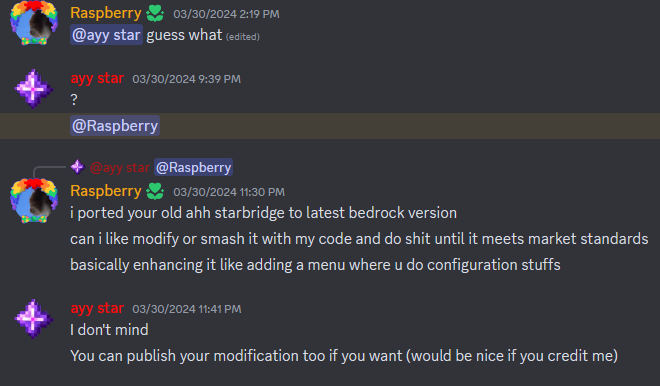 Raspberry 03/30/2024 2:19 PM
@ayy star guess what (edited)
ayy star 03/30/2024 9:39 PM
?
@Raspberry
@ayy star @Raspberry
Raspberry 03/30/2024 11:30 PM
i ported your old ahh starbridge to latest bedrock version
can i like modify or smash it with my code and do shit until it meets market standards
basically enhancing it like adding a menu where u do configuration stuffs
ayy star 03/30/2024 11:41 PM
I don't mind
You can publish your modification too if you want (would be nice if you credit me)